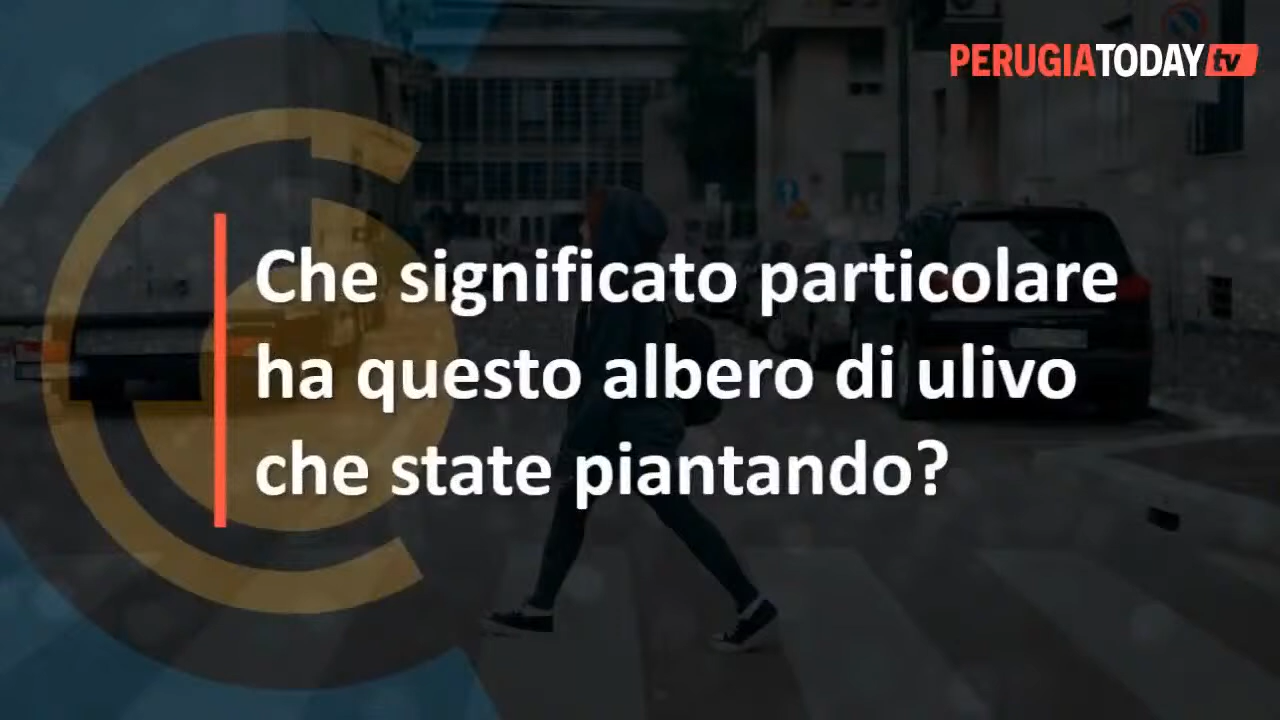 PERUGIATODAY tv
Che significato particolare
ha questo albero di ulivo
che state piantando?